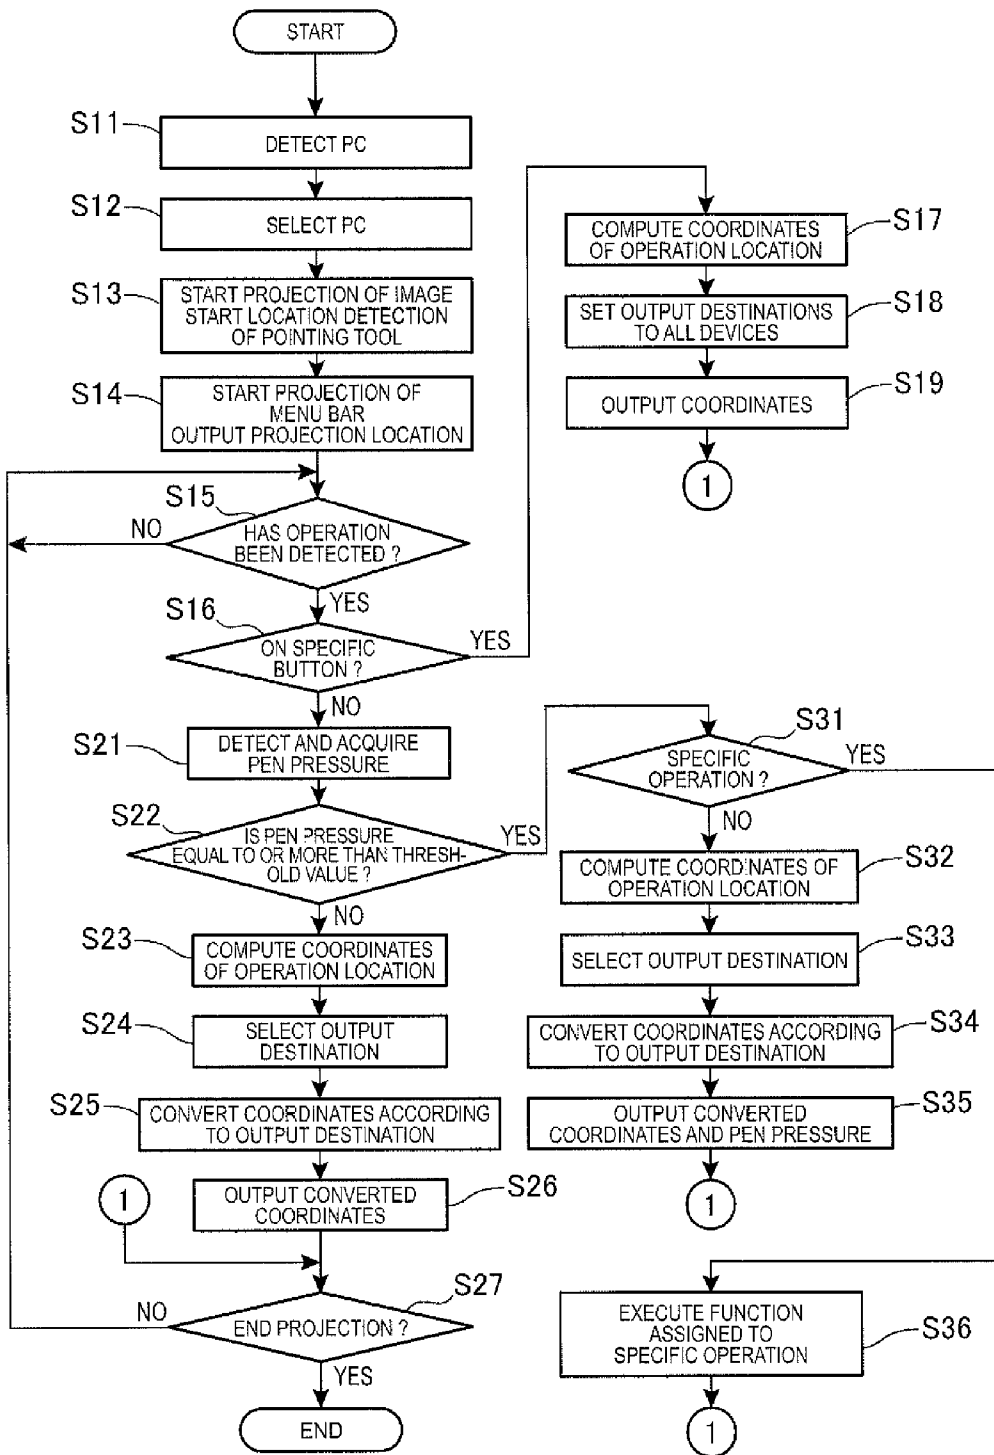 START
S11
DETECT PC
S12
SELECT PC
S13
START PROJECTION OF IMAGE
START LOCATION DETECTION
OF POINTING TOOL
S14
START PROJECTION OF
MENU BAR
OUTPUT PROJECTION LOCATION
S15
NO
HAS OPERATION
BEEN DETECTED ?
YES
S16
ON SPECIFIC
BUTTON ?
YES
NO
S17
COMPUTE COORDINATES
OF OPERATION LOCATION
S18
SET OUTPUT DESTINATIONS
TO ALL DEVICES
S19
OUTPUT COORDINATES
1
S21
DETECT AND ACQUIRE
PEN PRESSURE
S22
IS PEN PRESSURE
EQUAL TO OR MORE THAN THRESH-
OLD VALUE ?
YES
NO
S23
COMPUTE COORDINATES
OF OPERATION LOCATION
S24
SELECT OUTPUT
DESTINATION
S25
CONVERT COORDINATES ACCORDING
TO OUTPUT DESTINATION
S26
OUTPUT CONVERTED
COORDINATES
1
S27
NO
END PROJECTION ?
YES
END
S31
SPECIFIC
OPERATION ?
YES
NO
S32
COMPUTE COORDINATES OF
OPERATION LOCATION
S33
SELECT OUTPUT DESTINATION
S34
CONVERT COORDINATES ACCORDING
TO OUTPUT DESTINATION
S35
OUTPUT CONVERTED
COORDINATES AND PEN PRESSURE
1
S36
EXECUTE FUNCTION
ASSIGNED TO
SPECIFIC OPERATION
1